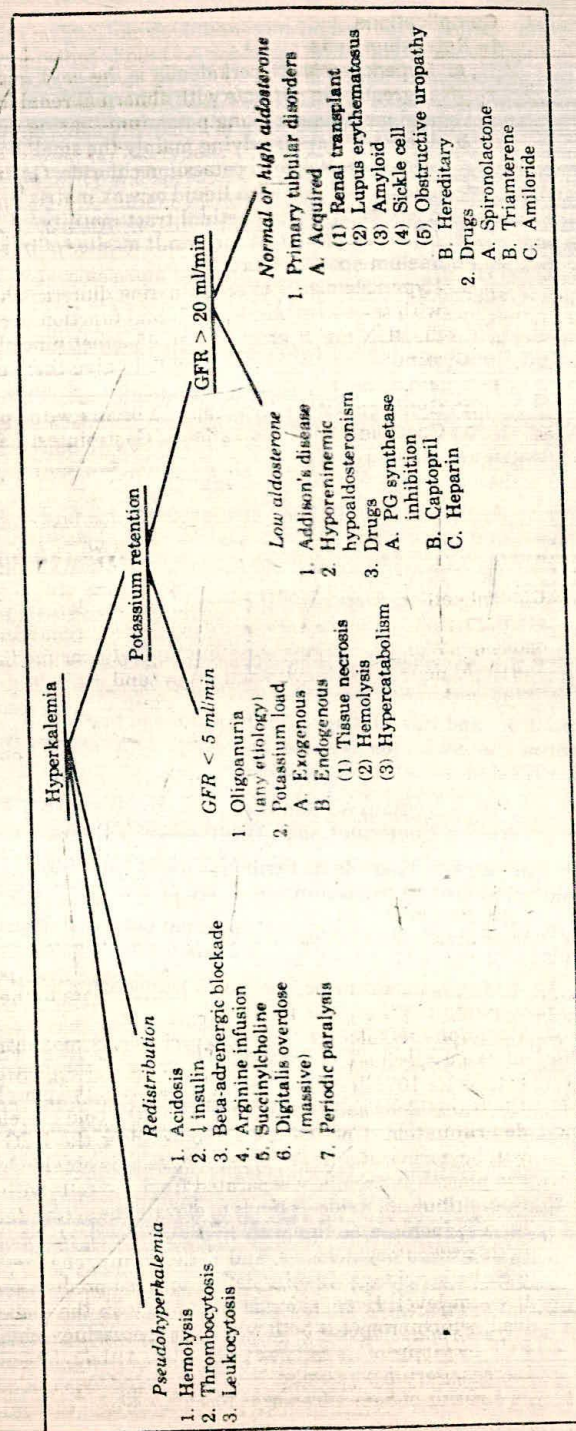 Hyperkalemia
Pseudohyperkalemia
1. Hemolysis
2. Thrombocytosis
3. Leukocytosis
Redistribution
1. Acidosis
2. ↓ insulin
3. Beta-adrenergic blockade
4. Arginine infusion
5. Succinylcholine
6. Digitalis overdose
(massive)
7. Periodic paralysis
Potassium retention
GFR < 5 ml/min
1. Oligoanuria
(any etiology)
2. Potassium load
A. Exogenous
B. Endogenous
(1) Tissue necrosis
(2) Hemolysis
(3) Hypercatabolism
GFR > 20 ml/min
Low aldosterone
1. Addison's disease
2. Hyporeninemic
hypoaldosteronism
3. Drugs
A. PG synthetase
inhibition
B. Captopril
C. Heparin
Normal or high aldosterone
1. Primary tubular disorders
A. Acquired
(1) Renal transplant
(2) Lupus erythematosus
(3) Amyloid
(4) Sickle cell
(5) Obstructive uropathy
B. Hereditary
2. Drugs
A. Spironolactone
B. Triamterene
C. Amiloride